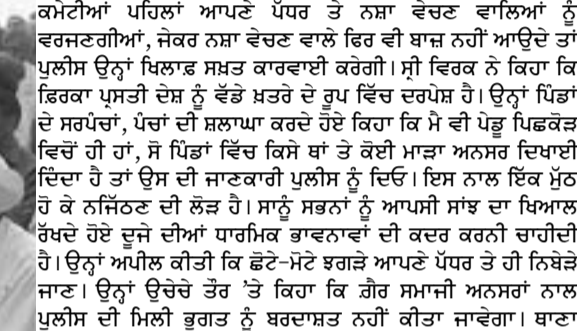 ਕਮੇਟੀਆਂ ਪਹਿਲਾਂ ਆਪਣੇ ਪੱਧਰ ਤੇ ਨਸ਼ਾ ਵੇਚਣ ਵਾਲਿਆਂ ਨੂੰ
ਵਰਜਣਗੀਆਂ, ਜੇਕਰ ਨਸ਼ਾ ਵੇਚਣ ਵਾਲੇ ਫਿਰ ਵੀ ਬਾਜ਼ ਨਹੀਂ ਆਉਦੇ ਤਾਂ
ਪੁਲੀਸ ਉਨ੍ਹਾਂ ਖਿਲਾਫ਼ ਸਖ਼ਤ ਕਾਰਵਾਈ ਕਰੇਗੀ। ਸ੍ਰੀ ਵਿਰਕ ਨੇ ਕਿਹਾ ਕਿ
ਫ਼ਿਰਕਾ ਪ੍ਰਸਤੀ ਦੇਸ਼ ਨੂੰ ਵੱਡੇ ਖ਼ਤਰੇ ਦੇ ਰੂਪ ਵਿੱਚ ਦਰਪੇਸ਼ ਹੈ। ਉਨ੍ਹਾਂ ਪਿੰਡਾਂ
ਦੇ ਸਰਪੰਚਾਂ, ਪੰਚਾਂ ਦੀ ਸ਼ਲਾਘਾ ਕਰਦੇ ਹੋਏ ਕਿਹਾ ਕਿ ਮੈ ਵੀ ਪੇਡੂ ਪਿਛਕੋੜ
ਵਿਚੋਂ ਹੀ ਹਾਂ, ਸੋ ਪਿੰਡਾਂ ਵਿੱਚ ਕਿਸੇ ਥਾਂ ਤੇ ਕੋਈ ਮਾੜਾ ਅਨਸਰ ਦਿਖਾਈ
ਦਿੰਦਾ ਹੈ ਤਾਂ ਉਸ ਦੀ ਜਾਣਕਾਰੀ ਪੁਲੀਸ ਨੂੰ ਦਿਓ। ਇਸ ਨਾਲ ਇੱਕ ਮੁੱਠ
ਹੋ ਕੇ ਨਜਿੱਠਣ ਦੀ ਲੋੜ ਹੈ। ਸਾਨੂੰ ਸਭਨਾਂ ਨੂੰ ਆਪਸੀ ਸਾਂਝ ਦਾ ਖਿਆਲ
ਰੱਖਦੇ ਹੋਏ ਦੂਜੇ ਦੀਆਂ ਧਾਰਮਿਕ ਭਾਵਨਾਵਾਂ ਦੀ ਕਦਰ ਕਰਨੀ ਚਾਹੀਦੀ
ਹੈ। ਉਨ੍ਹਾਂ ਅਪੀਲ ਕੀਤੀ ਕਿ ਛੋਟੇ-ਮੋਟੇ ਝਗੜੇ ਆਪਣੇ ਪੱਧਰ ਤੇ ਹੀ ਨਿਬੇੜੇ
ਜਾਣ। ਉਨ੍ਹਾਂ ਉਚੇਚੇ ਤੌਰ 'ਤੇ ਕਿਹਾ ਕਿ ਗ਼ੈਰ ਸਮਾਜੀ ਅਨਸਰਾਂ ਨਾਲ
ਪੁਲੀਸ ਦੀ ਮਿਲੀ ਭੁਗਤ ਨੂੰ ਬਰਦਾਸ਼ਤ ਨਹੀਂ ਕੀਤਾ ਜਾਵੇਗਾ। ਥਾਣਾ